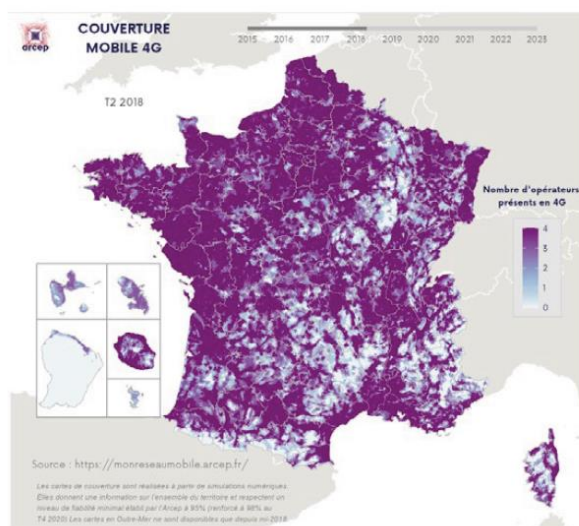 arcep
COUVERTURE
MOBILE 4G
2015 2016 2017 2018 2019 2020 2021 2022 2023
T2 2018
Nombre d'opérateurs
présents en 4G
4
3
2
1
0
Source : https://monreseaumobile.arcep.fr/
Les cartes de couverture sont réalisées à partir de simulations numériques.
Elles donnent une information sur l'ensemble du territoire et respectent un
niveau de fiabilité minimal établi par l'Arcep à 95% (renforcé à 98% au
T4 2020) Les cartes en Outre-Mer ne sont disponibles que depuis mi-2018